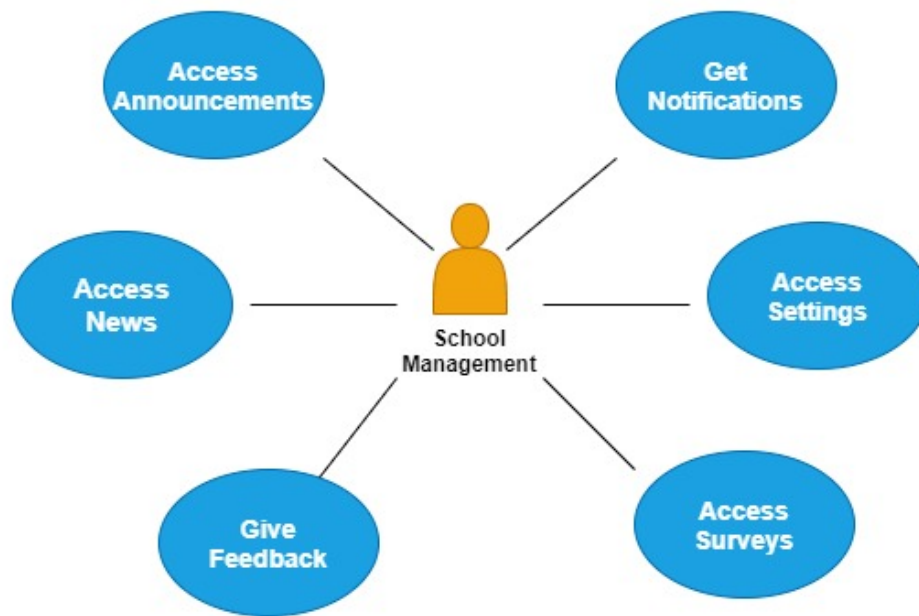 Access
Announcements
Get
Notifications
Access
News
School
Management
Access
Settings
Give
Feedback
Access
Surveys